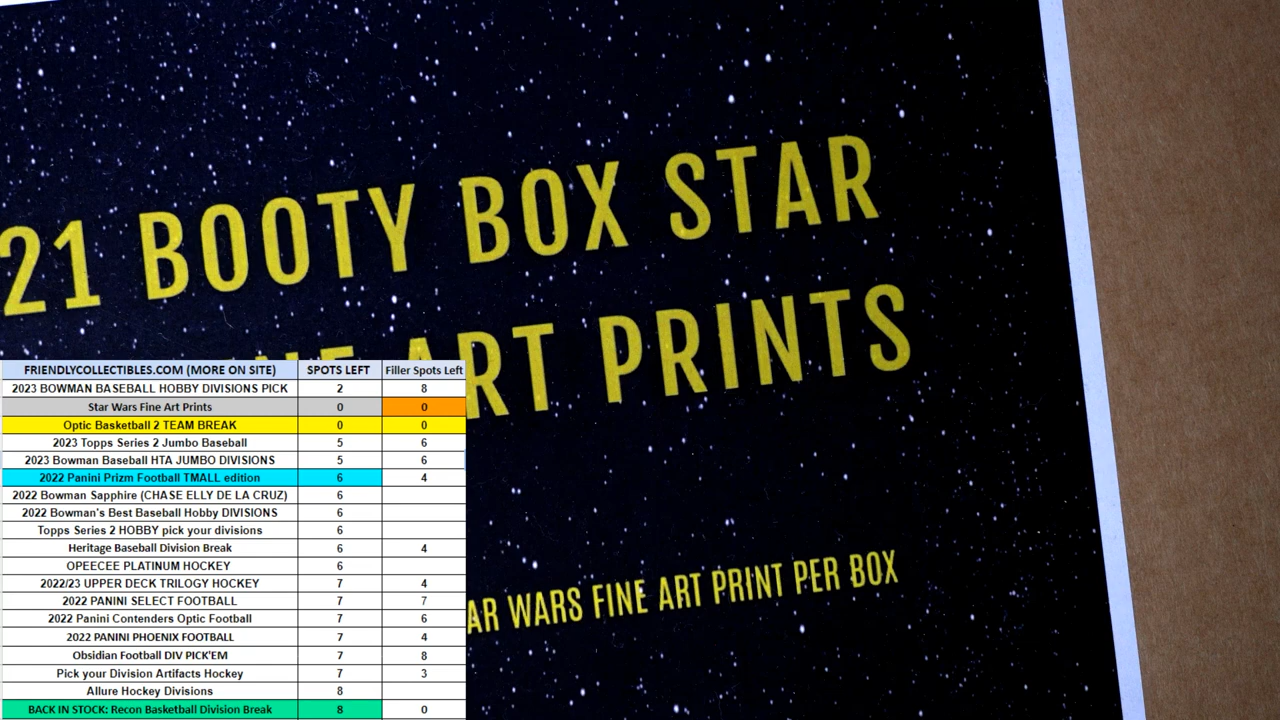 21 BOOTY BOX STAR
ART PRINTS
AR WARS FINE ART PRINT PER BOX
FRIENDLYCOLLECTIBLES.COM (MORE ON SITE) SPOTS LEFT Filler Spots Left
2023 BOWMAN BASEBALL HOBBY DIVISIONS PICK 2 8
Star Wars Fine Art Prints 0 0
Optic Basketball 2 TEAM BREAK 0 0
2023 Topps Series 2 Jumbo Baseball 5 6
2023 Bowman Baseball HTA JUMBO DIVISIONS 5 6
2022 Panini Prizm Football TMALL edition 6 4
2022 Bowman Sapphire (CHASE ELLY DE LA CRUZ) 6
2022 Bowman's Best Baseball Hobby DIVISIONS 6
Topps Series 2 HOBBY pick your divisions 6
Heritage Baseball Division Break 6 4
OPEECEE PLATINUM HOCKEY 6
2022/23 UPPER DECK TRILOGY HOCKEY 7 4
2022 PANINI SELECT FOOTBALL 7 7
2022 Panini Contenders Optic Football 7 6
2022 PANINI PHOENIX FOOTBALL 7 4
Obsidian Football DIV PICK'EM 7 8
Pick your Division Artifacts Hockey 7 3
Allure Hockey Divisions 8
BACK IN STOCK: Recon Basketball Division Break 8 0